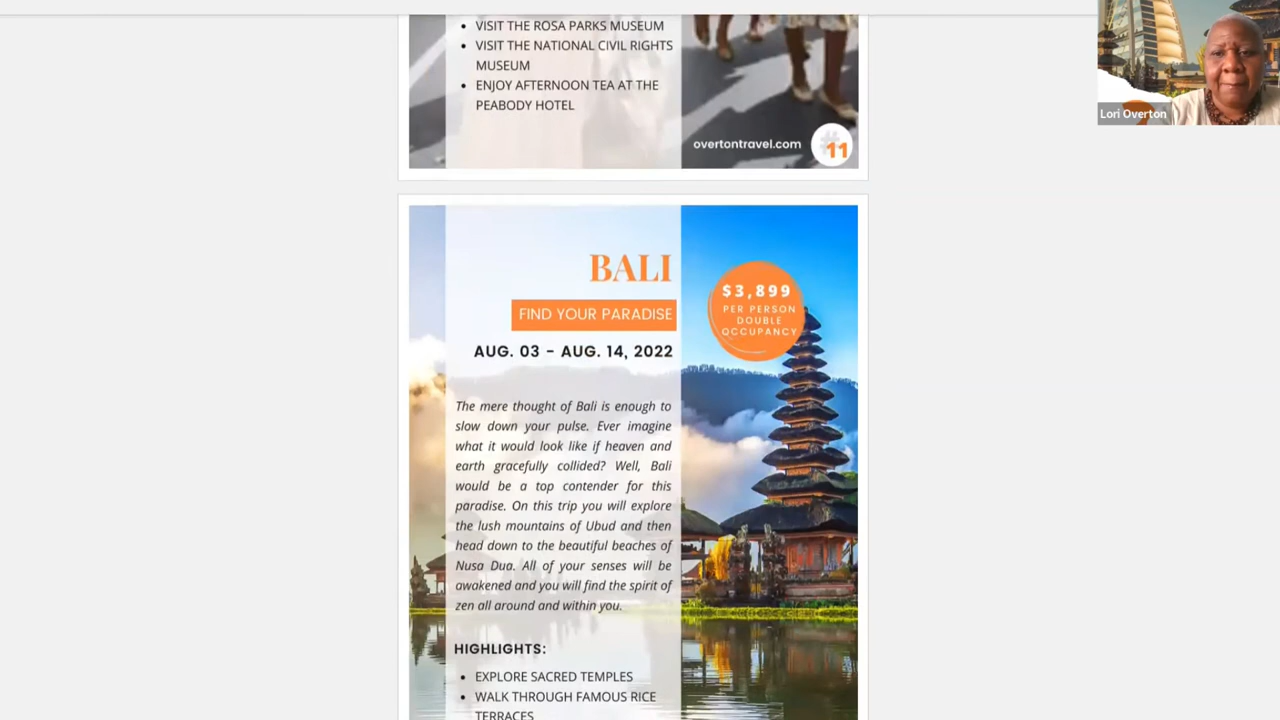 VISIT THE ROSA PARKS MUSEUM
VISIT THE NATIONAL CIVIL RIGHTS
MUSEUM
ENJOY AFTERNOON TEA AT THE
PEABODY HOTEL
overtontravel.com
#11
Lori Overton
BALI
FIND YOUR PARADISE
AUG. 03 - AUG. 14, 2022
$3,899
PER PERSON
DOUBLE
OCCUPANCY
The mere thought of Bali is enough to
slow down your pulse. Ever imagine
what it would look like if heaven and
earth gracefully collided? Well, Bali
would be a top contender for this
paradise. On this trip you will explore
the lush mountains of Ubud and then
head down to the beautiful beaches of
Nusa Dua. All of your senses will be
awakened and you will find the spirit of
zen all around and within you.
HIGHLIGHTS:
EXPLORE SACRED TEMPLES
WALK THROUGH FAMOUS RICE
TERRACES